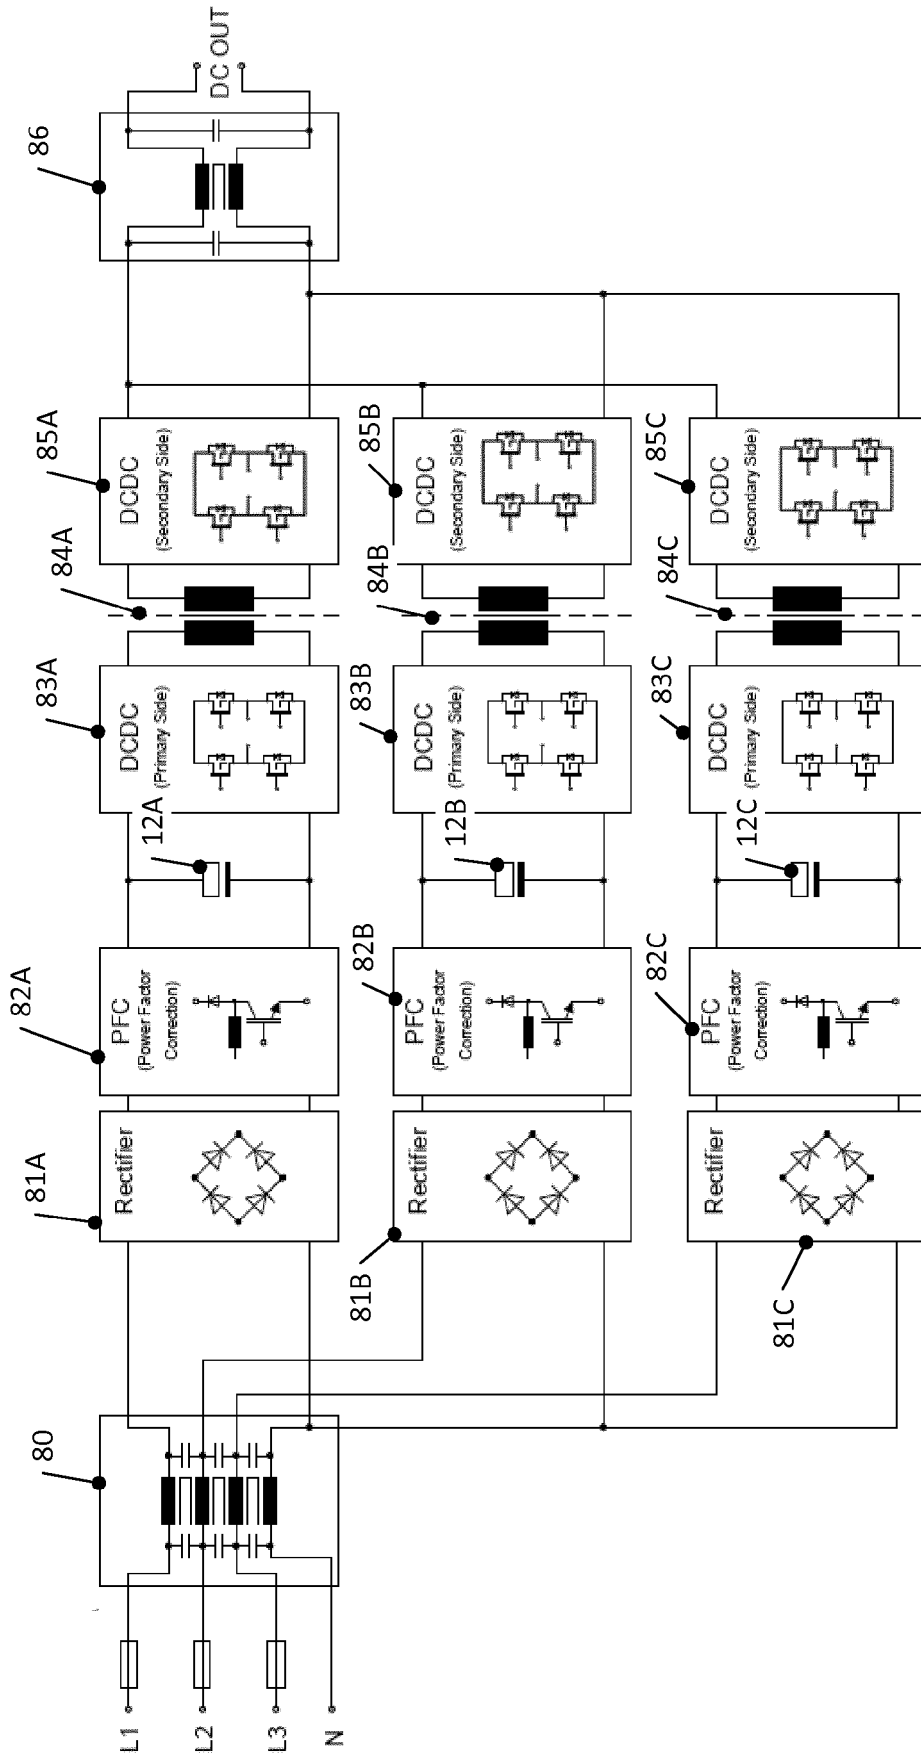 L1
L2
L3
N
80
81A
Rectifier
82A
PFC
(Power Factor
Correction)
12A
83A
DCDC
(Primary Side)
84A
85A
DCDC
(Secondary Side)
86
DC OUT
81B
Rectifier
82B
PFC
(Power Factor
Correction)
12B
83B
DCDC
(Primary Side)
84B
85B
DCDC
(Secondary Side)
81C
Rectifier
82C
PFC
(Power Factor
Correction)
12C
83C
DCDC
(Primary Side)
84C
85C
DCDC
(Secondary Side)